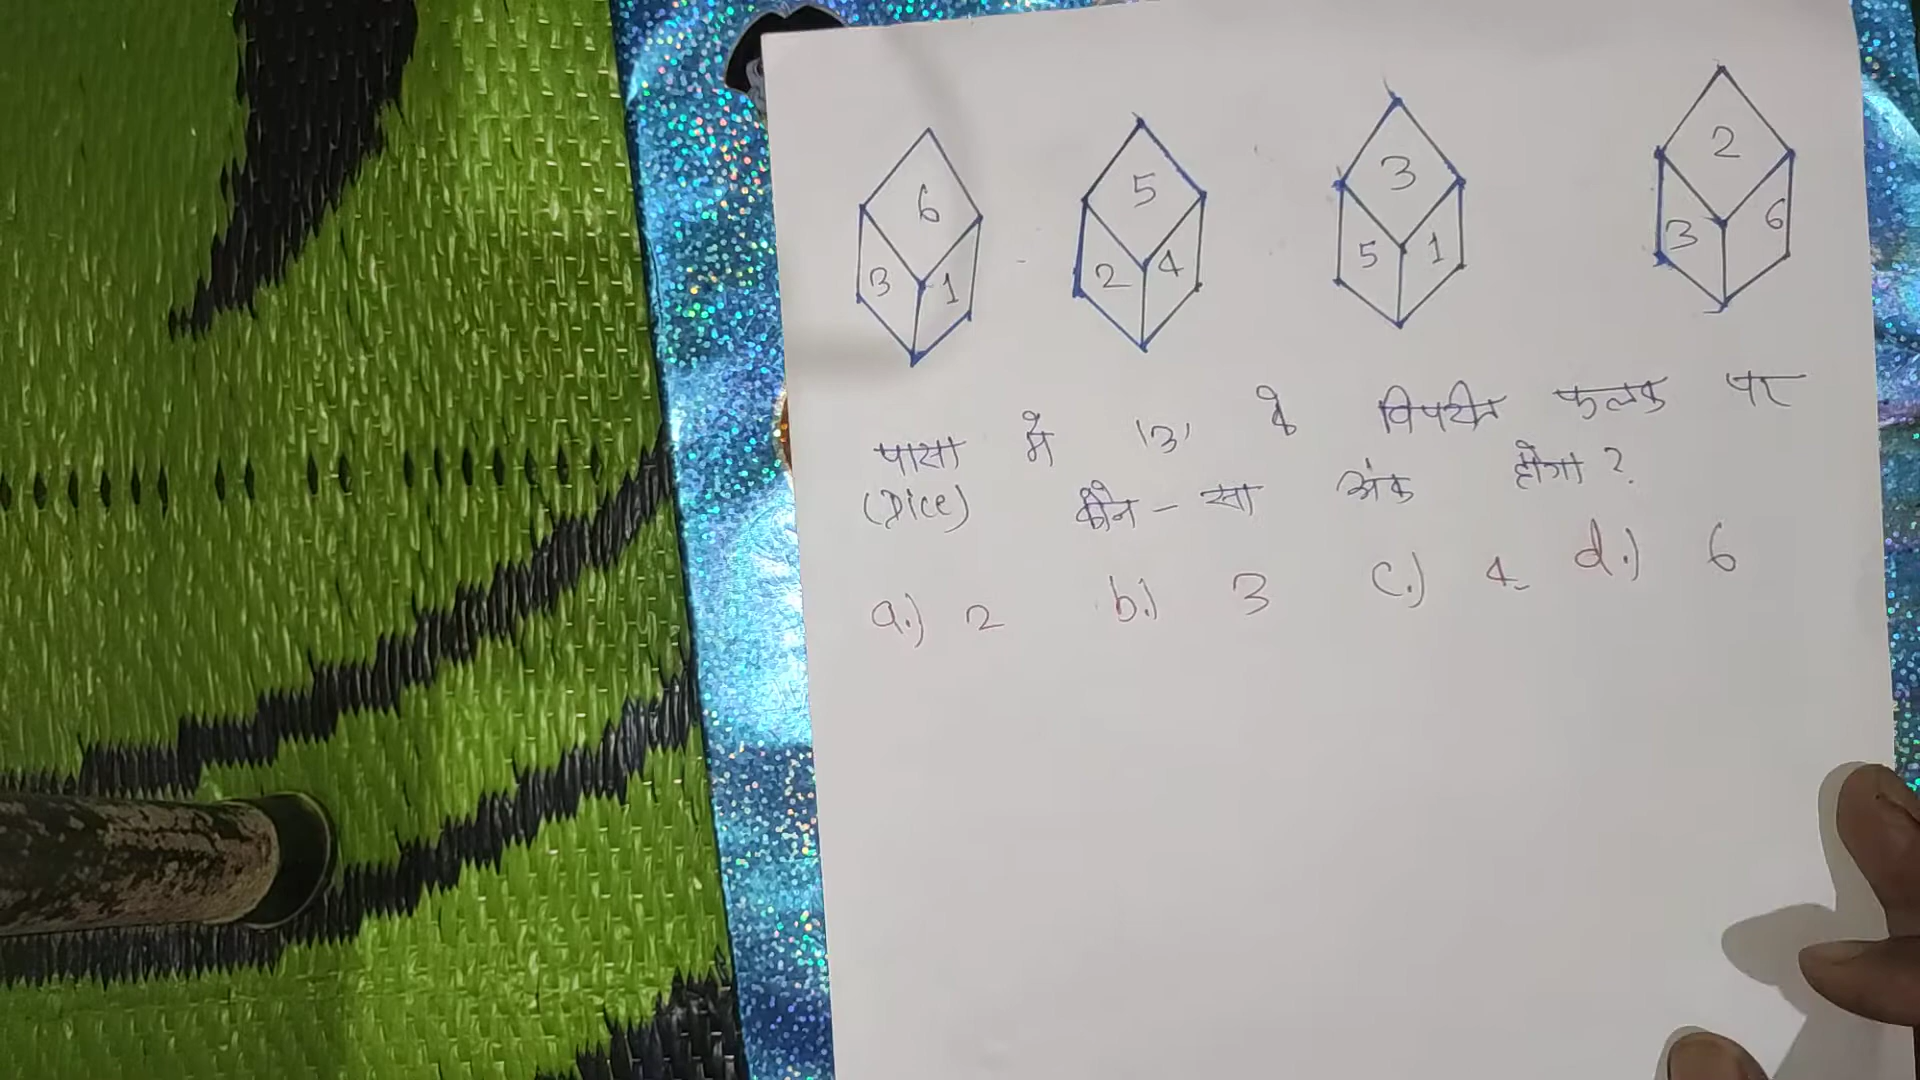 6 3 1
5 2 4
3 5 1
2 3 6
पासा में '3' के विपरीत फलक पर
(Dice) कौन - सा अंक होगा ?
a.) 2 b.) 3 c.) 4 d.) 6